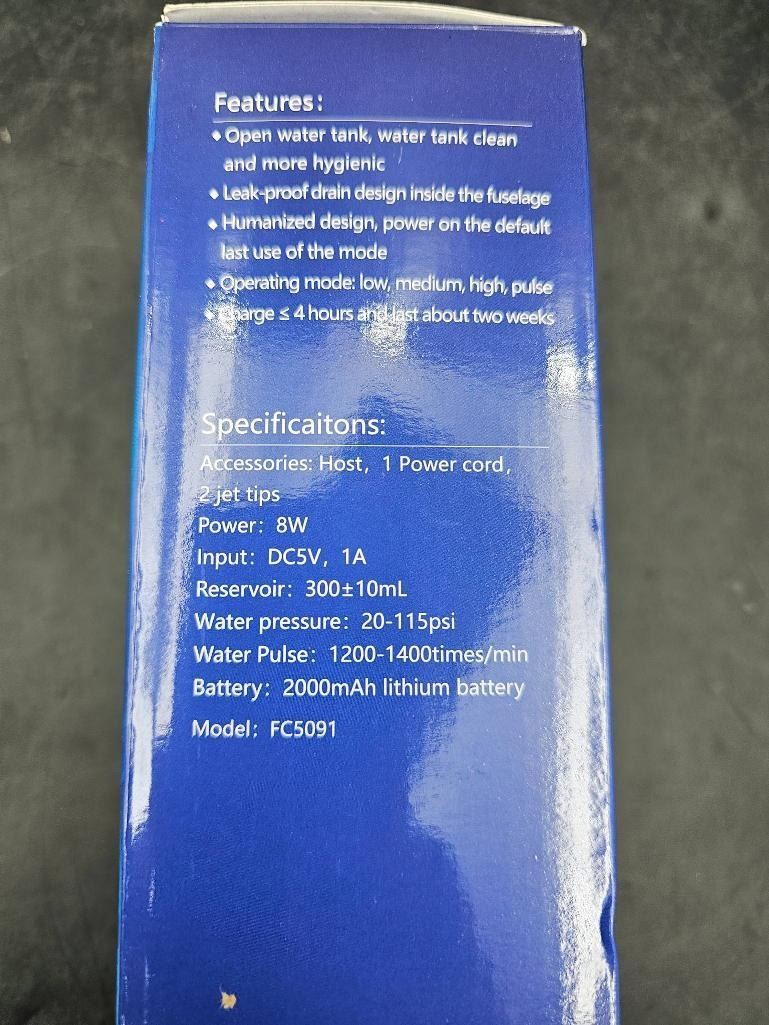 Features:
• Open water tank, water tank clean
and more hygienic
• Leak-proof drain design inside the fuselage
• Humanized design, power on the default
last use of the mode
• Operating mode: low, medium, high, pulse
• Charge ≤ 4 hours and last about two weeks
Specificaitons:
Accessories: Host, 1 Power cord,
2 jet tips
Power: 8W
Input: DC5V, 1A
Reservoir: 300±10mL
Water pressure: 20-115psi
Water Pulse: 1200-1400times/min
Battery: 2000mAh lithium battery
Model: FC5091